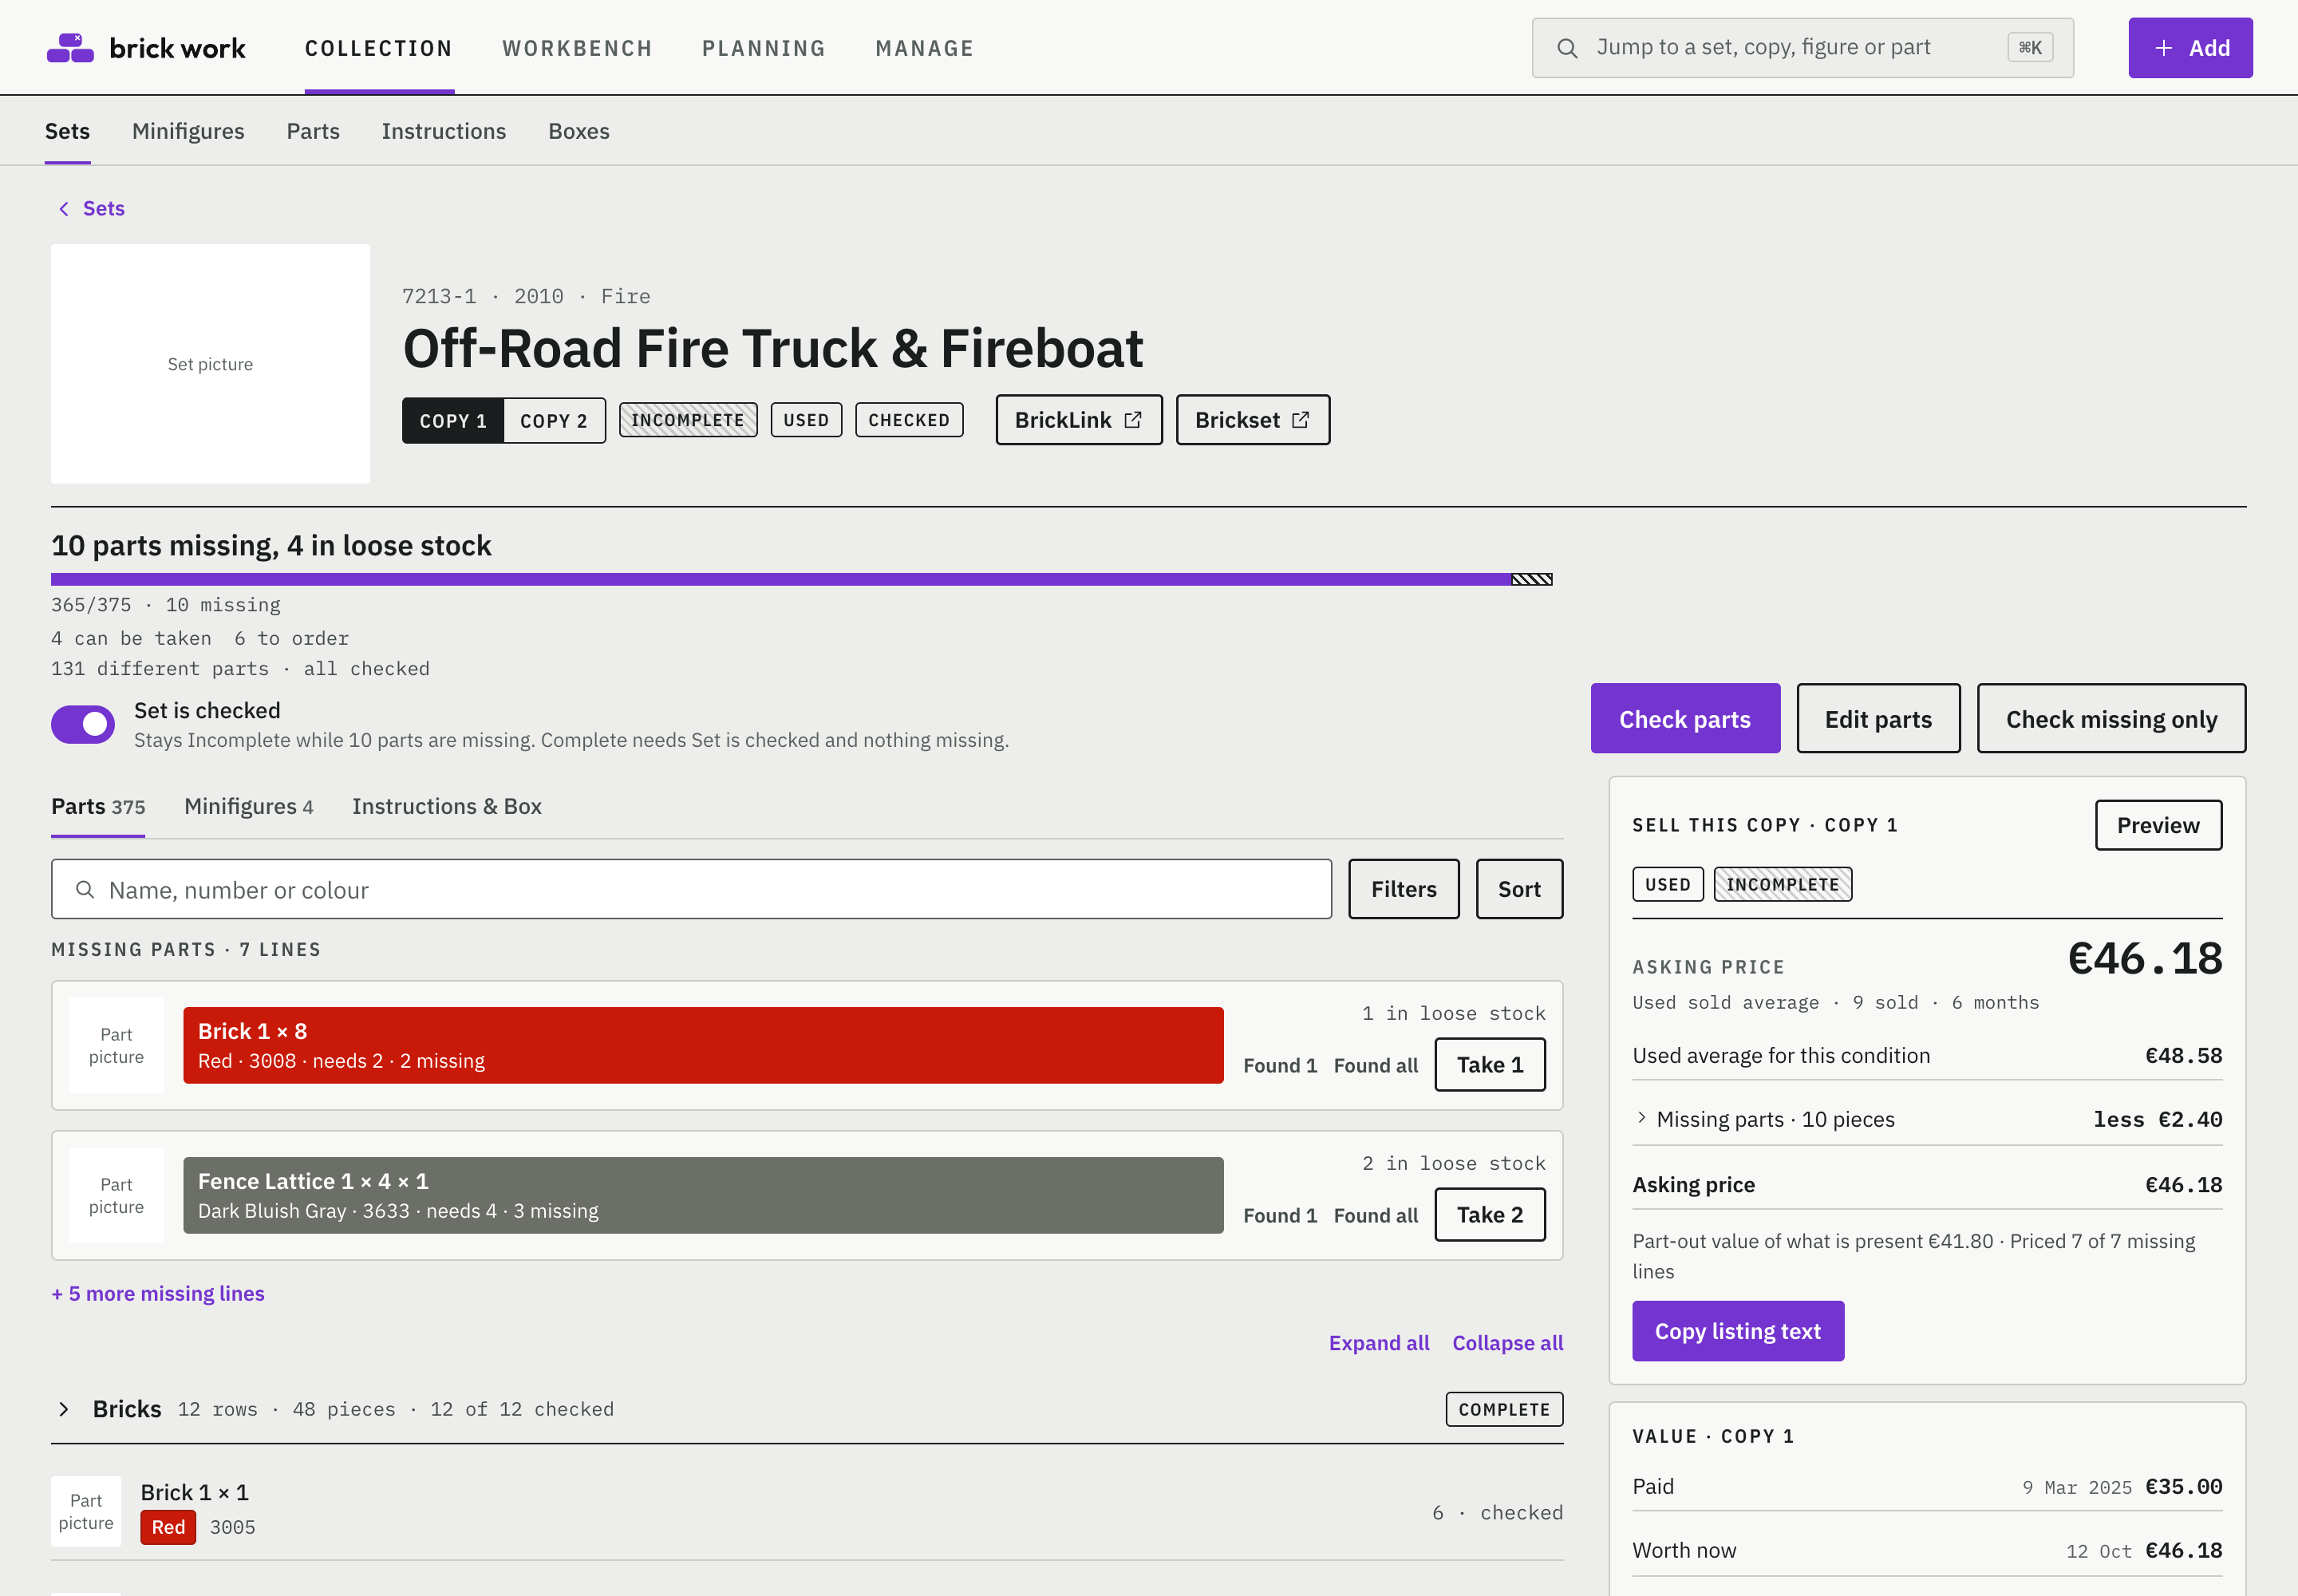 brick work
COLLECTION WORKBENCH PLANNING MANAGE
Jump to a set, copy, figure or part ⌘K
+ Add
Sets Minifigures Parts Instructions Boxes
Sets
Set picture
7213-1 · 2010 · Fire
Off-Road Fire Truck & Fireboat
COPY 1 COPY 2 INCOMPLETE USED CHECKED BrickLink Brickset
10 parts missing, 4 in loose stock
365/375 · 10 missing
4 can be taken 6 to order
131 different parts · all checked
Set is checked
Stays Incomplete while 10 parts are missing. Complete needs Set is checked and nothing missing.
Check parts Edit parts Check missing only
Parts 375 Minifigures 4 Instructions & Box
Name, number or colour
Filters Sort
MISSING PARTS · 7 LINES
Part
picture
Brick 1 × 8
Red · 3008 · needs 2 · 2 missing
1 in loose stock
Found 1 Found all Take 1
Part
picture
Fence Lattice 1 × 4 × 1
Dark Bluish Gray · 3633 · needs 4 · 3 missing
2 in loose stock
Found 1 Found all Take 2
+ 5 more missing lines
Expand all Collapse all
Bricks 12 rows · 48 pieces · 12 of 12 checked COMPLETE
Part
picture
Brick 1 × 1
Red 3005
6 · checked
SELL THIS COPY · COPY 1 Preview
USED INCOMPLETE
ASKING PRICE €46.18
Used sold average · 9 sold · 6 months
Used average for this condition €48.58
Missing parts · 10 pieces less €2.40
Asking price €46.18
Part-out value of what is present €41.80 · Priced 7 of 7 missing
lines
Copy listing text
VALUE · COPY 1
Paid 9 Mar 2025 €35.00
Worth now 12 Oct €46.18